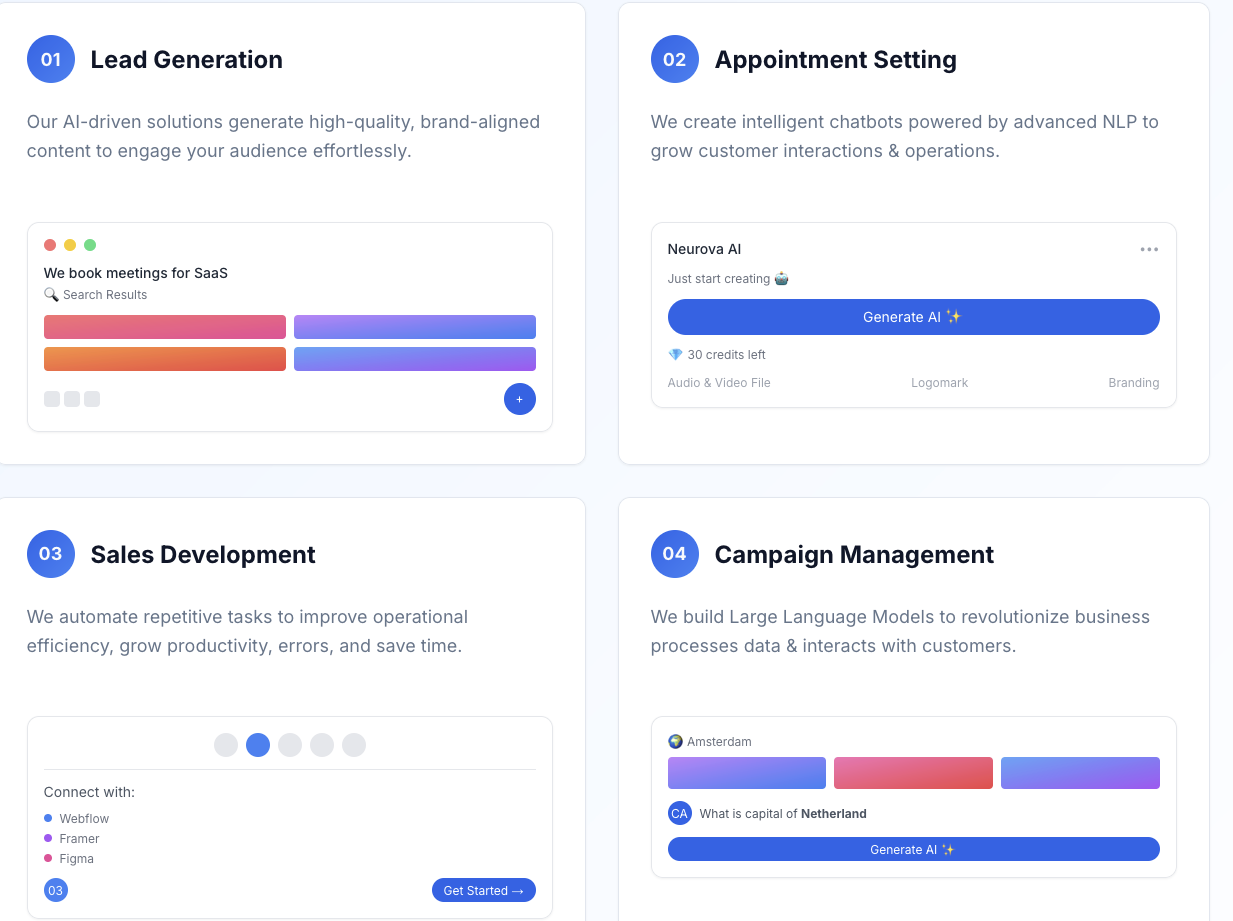 01 Lead Generation
Our AI-driven solutions generate high-quality, brand-aligned
content to engage your audience effortlessly.
We book meetings for SaaS
🔍 Search Results
+
02 Appointment Setting
We create intelligent chatbots powered by advanced NLP to
grow customer interactions & operations.
Neurova AI
Just start creating 🤖
Generate AI ✨
💎 30 credits left
Audio & Video File Logomark Branding
03 Sales Development
We automate repetitive tasks to improve operational
efficiency, grow productivity, errors, and save time.
Connect with:
Webflow
Framer
Figma
03 Get Started →
04 Campaign Management
We build Large Language Models to revolutionize business
processes data & interacts with customers.
🌍 Amsterdam
CA What is capital of Netherland
Generate AI ✨